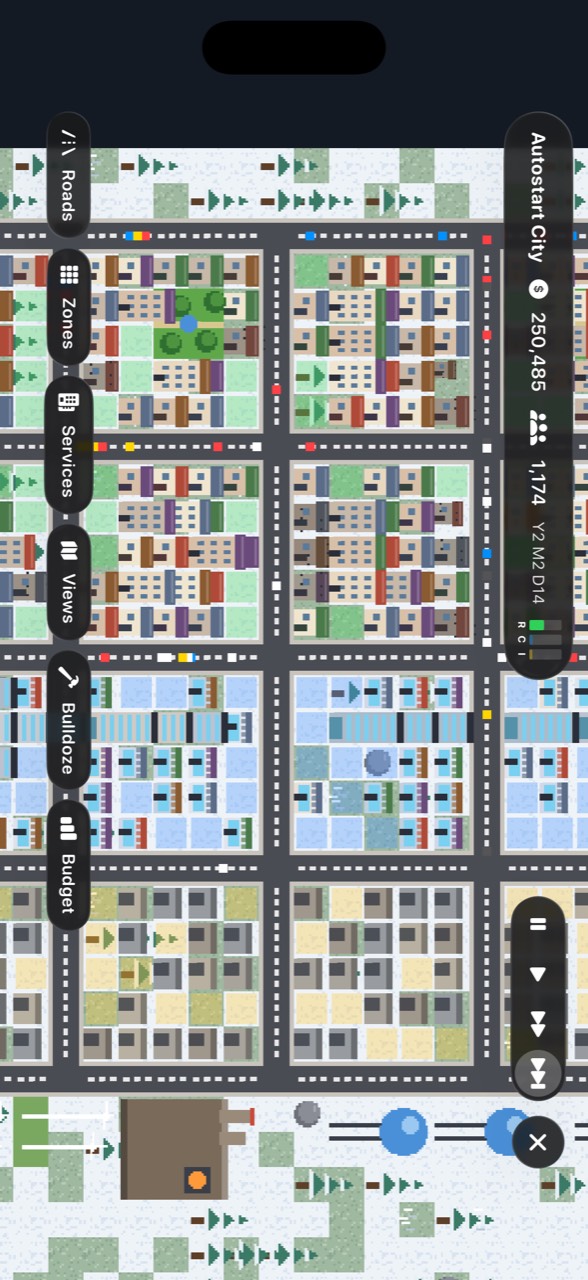 Autostart City $ 250,485 1,174 Y2 M2 D14 R C I
Roads
Zones
Services
Views
Bulldoze
Budget